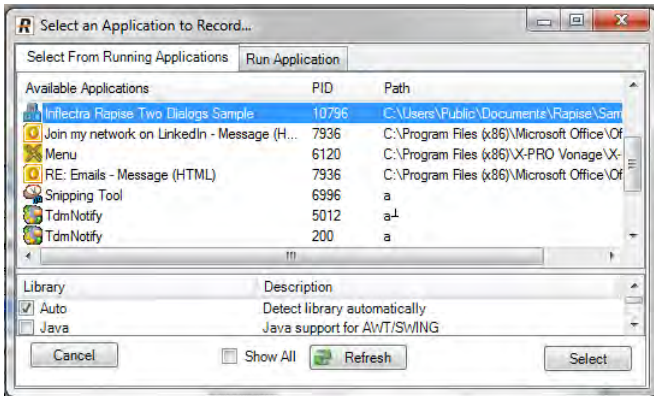 Select an Application to Record...
Select From Running Applications Run Application
Available Applications PID Path
Inflectra Rapise Two Dialogs Sample 10796 C:\Users\Public\Documents\Rapise\Sam
Join my network on LinkedIn - Message (H... 7936 C:\Program Files (x86)\Microsoft Office\Of
Menu 6120 C:\Program Files (x86)\X-PRO Vonage\X-
RE: Emails - Message (HTML) 7936 C:\Program Files (x86)\Microsoft Office\Of
Snipping Tool 6996 a
TdmNotify 5012 a┴
TdmNotify 200 a
Library Description
Auto Detect library automatically
Java Java support for AWT/SWING
Cancel Show All Refresh Select